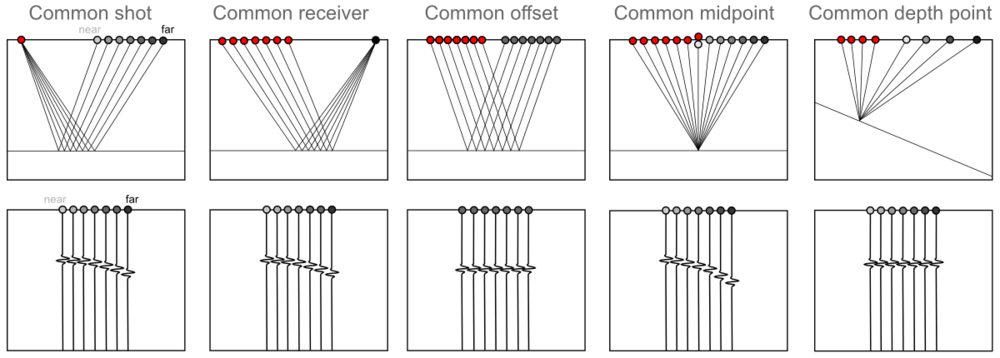 Common shot
near
far
Common receiver
Common offset
Common midpoint
Common depth point
near
far